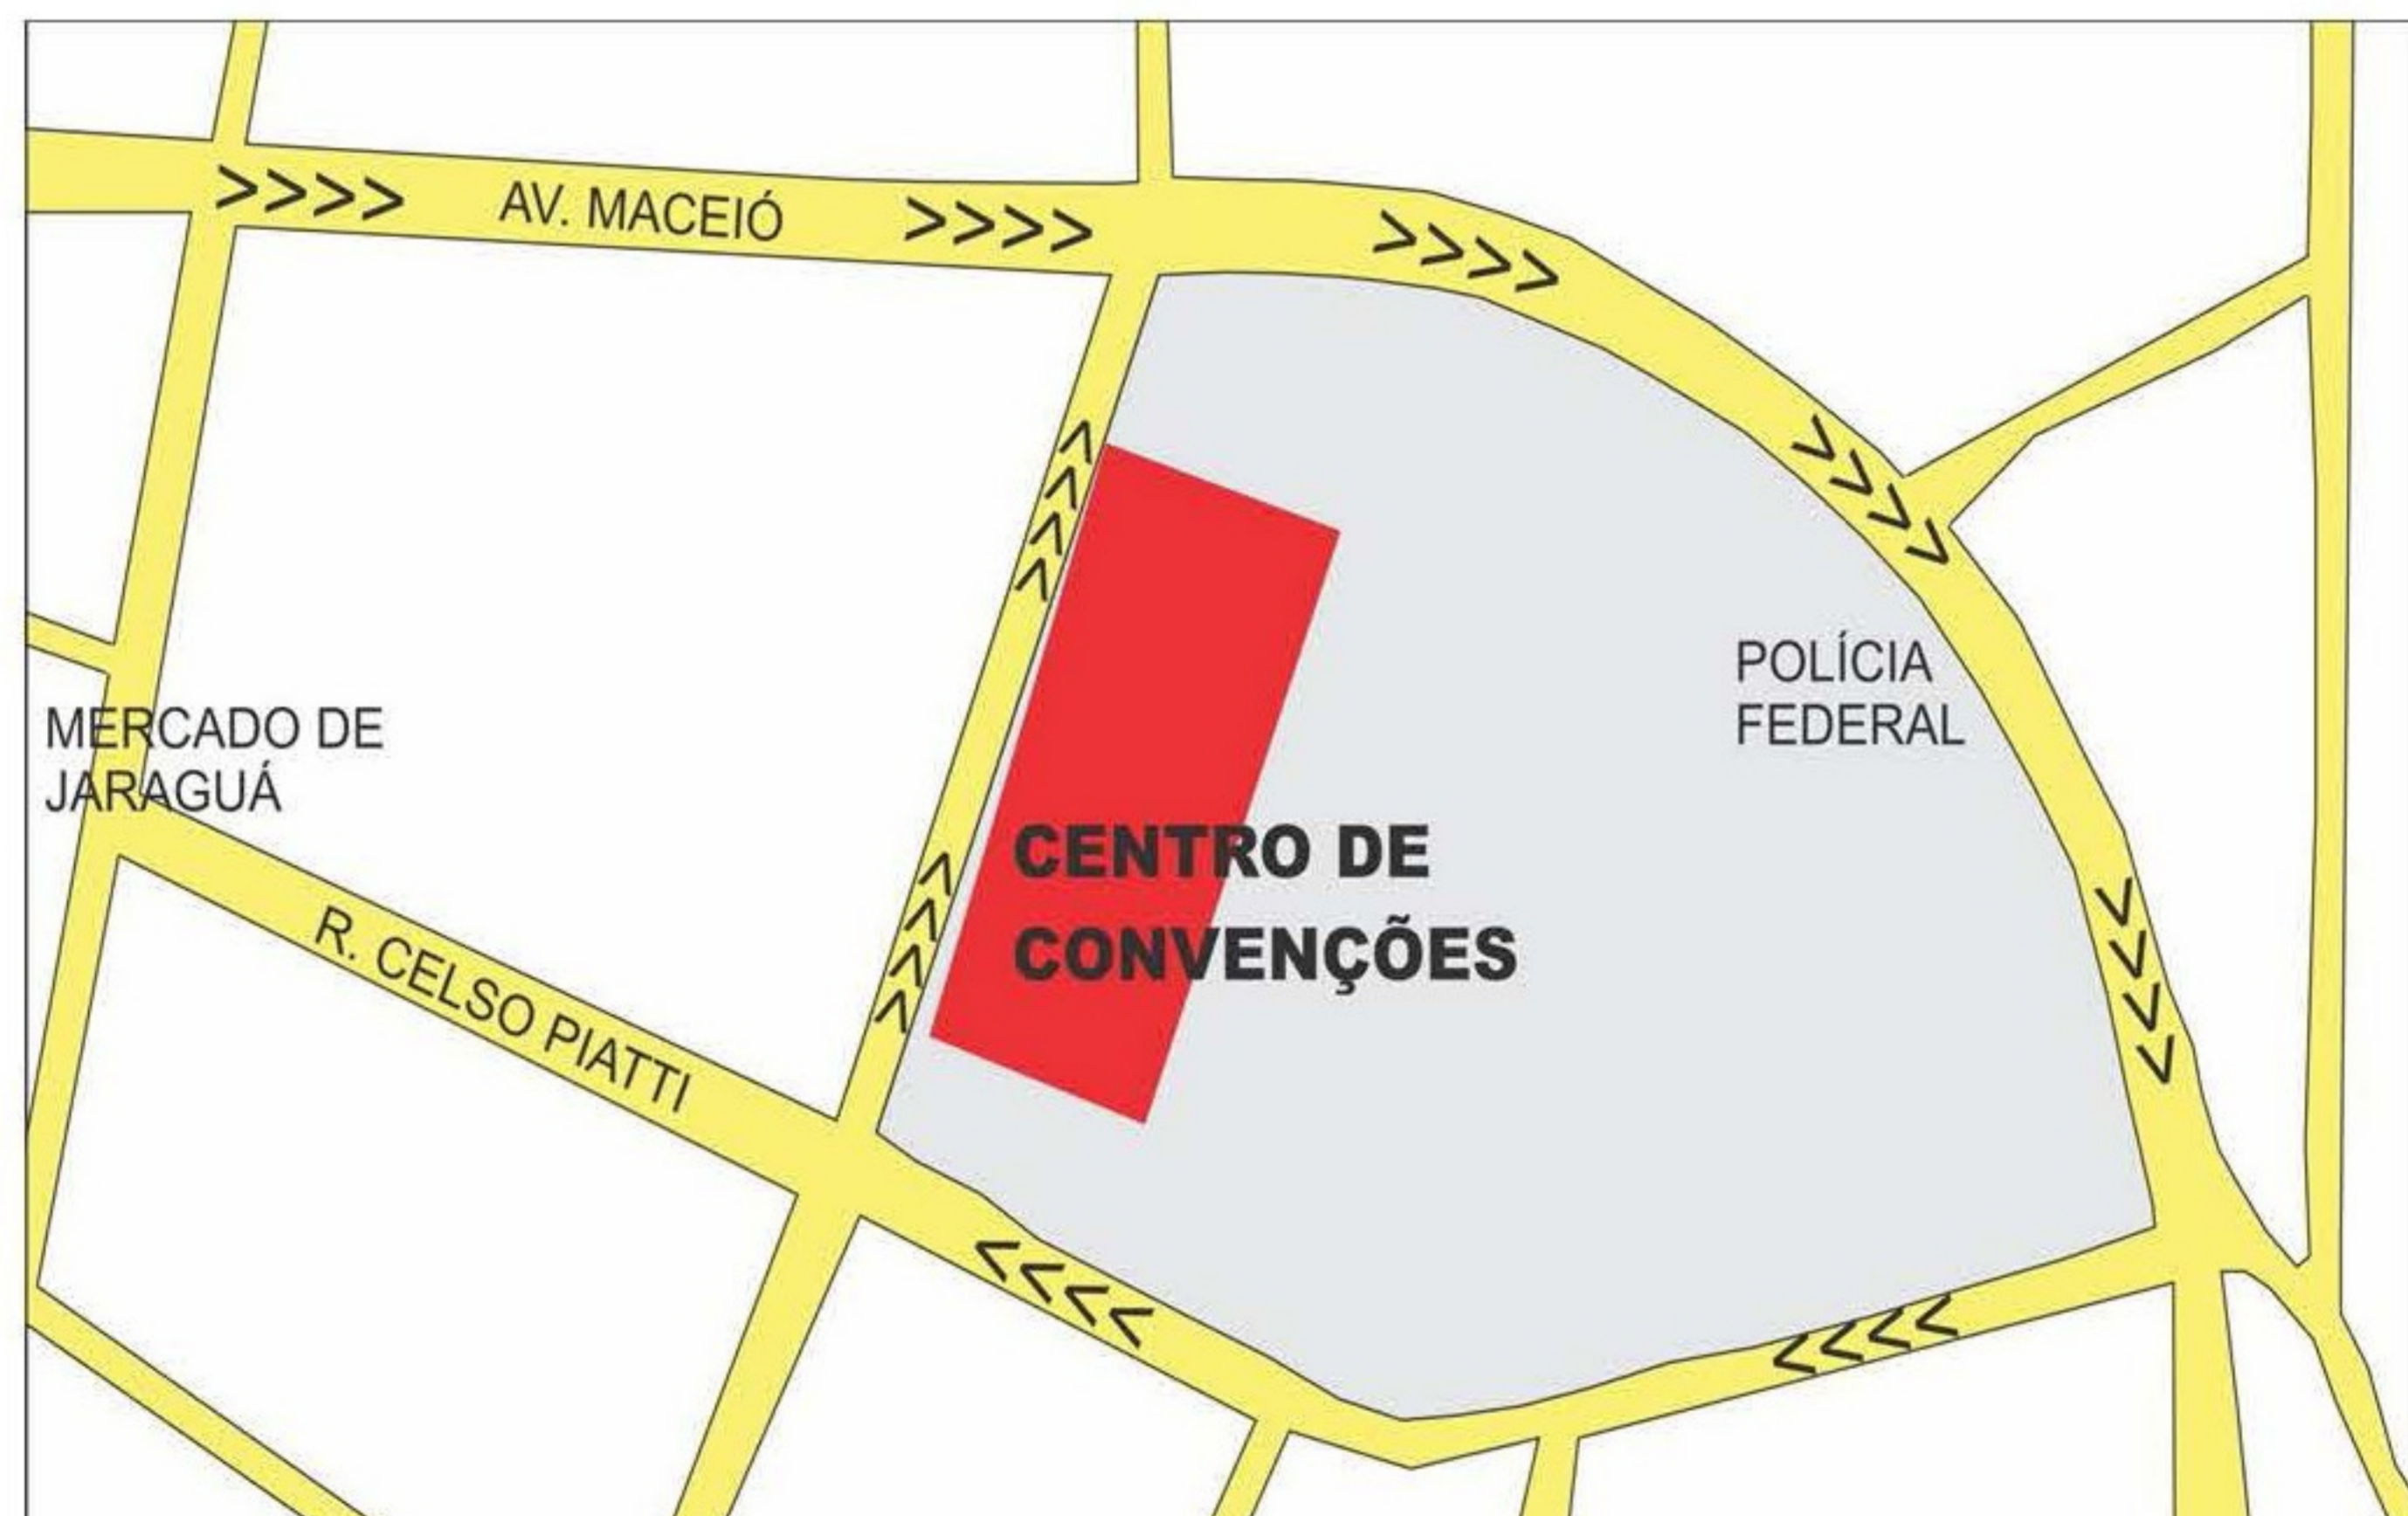 AV. MACEIÓ
POLÍCIA
FEDERAL
MERCADO DE
JARAGUÁ
CENTRO DE
CONVENÇÕES
R. CELSO PIATTI